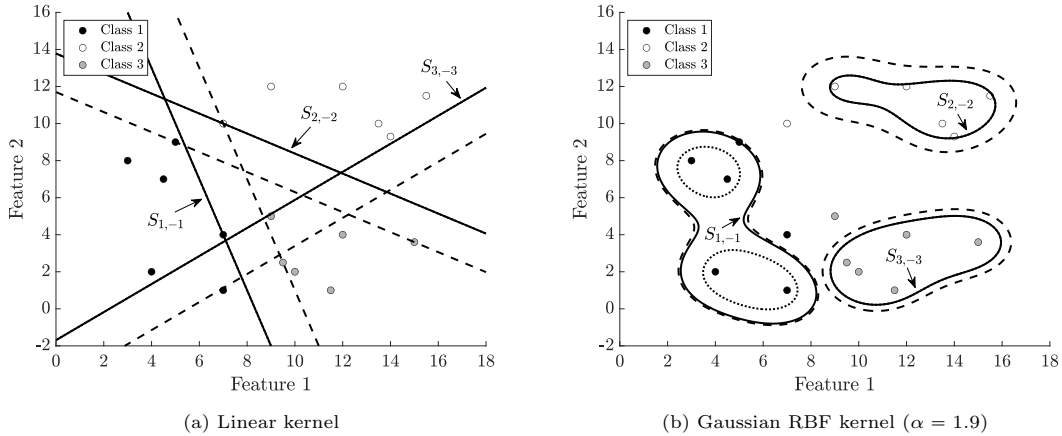 16
14
12
10
8
6
4
2
0
-2
0 2 4 6 8 10 12 14 16 18
Feature 2
Feature 1
Class 1
Class 2
Class 3
S3,−3
S2,−2
S1,−1
(a) Linear kernel
16
14
12
10
8
6
4
2
0
-2
0 2 4 6 8 10 12 14 16 18
Feature 2
Feature 1
Class 1
Class 2
Class 3
S2,−2
S1,−1
S3,−3
(b) Gaussian RBF kernel (α = 1.9)